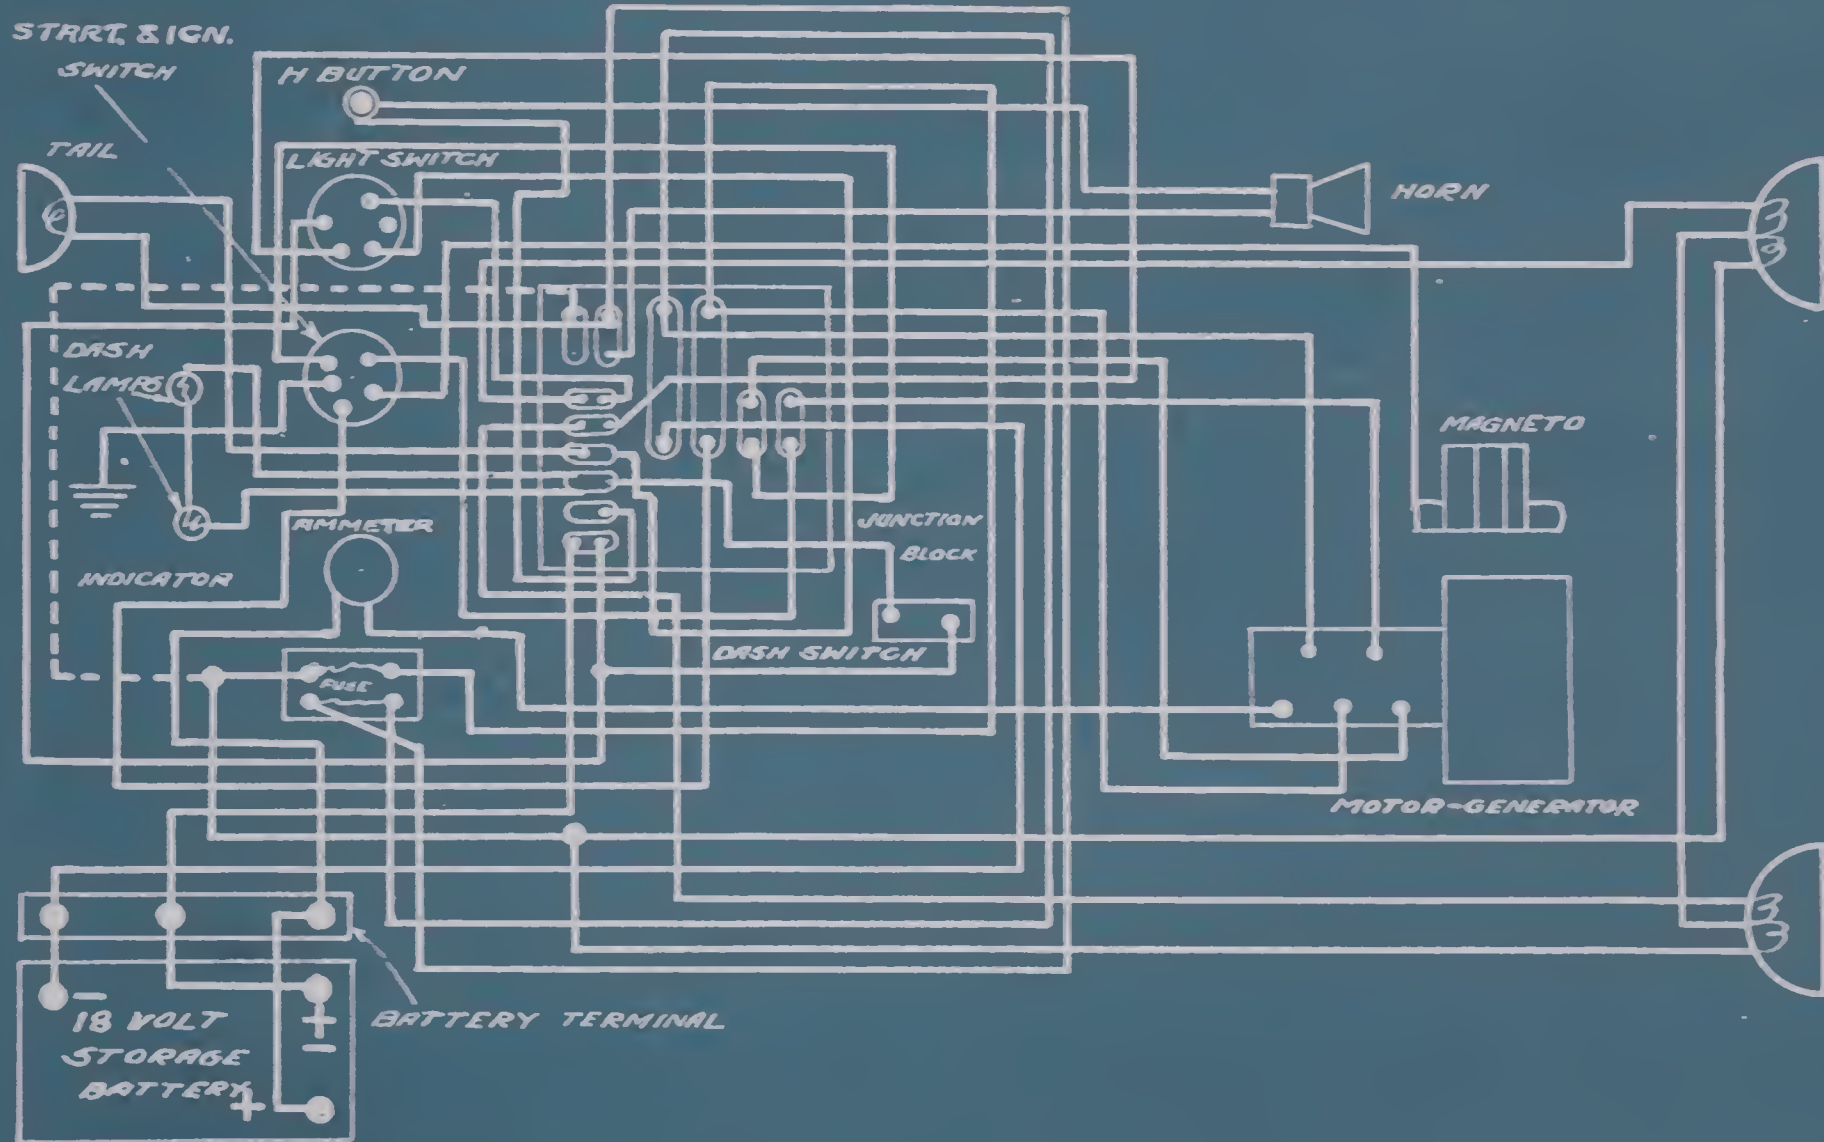 START. & IGN.
SWITCH
H BUTTON
TAIL
LIGHT SWITCH
HORN
DASH
LAMPS
MAGNETO
AMMETER
JUNCTION
BLOCK
INDICATOR
DASH SWITCH
FUSE
MOTOR-GENERATOR
-
18 VOLT
STORAGE
BATTERY
+
-
+
BATTERY TERMINAL